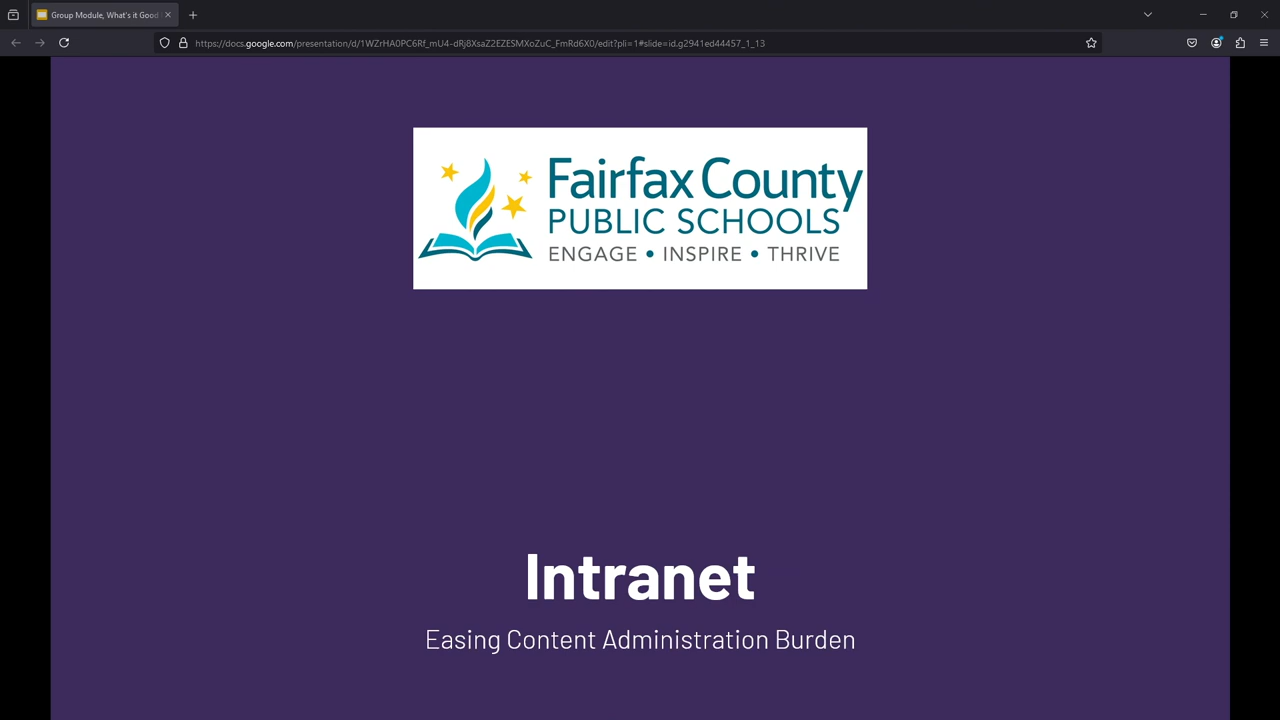 Group Module, What's it Good
https://docs.google.com/presentation/d/1WZrHA0PC6Rf_mU4-dRj8XsaZ2EZESMXoZuC_FmRd6X0/edit?pli=1#slide=id.g2941ed44457_1_13
Fairfax County
PUBLIC SCHOOLS
ENGAGE • INSPIRE • THRIVE
Intranet
Easing Content Administration Burden